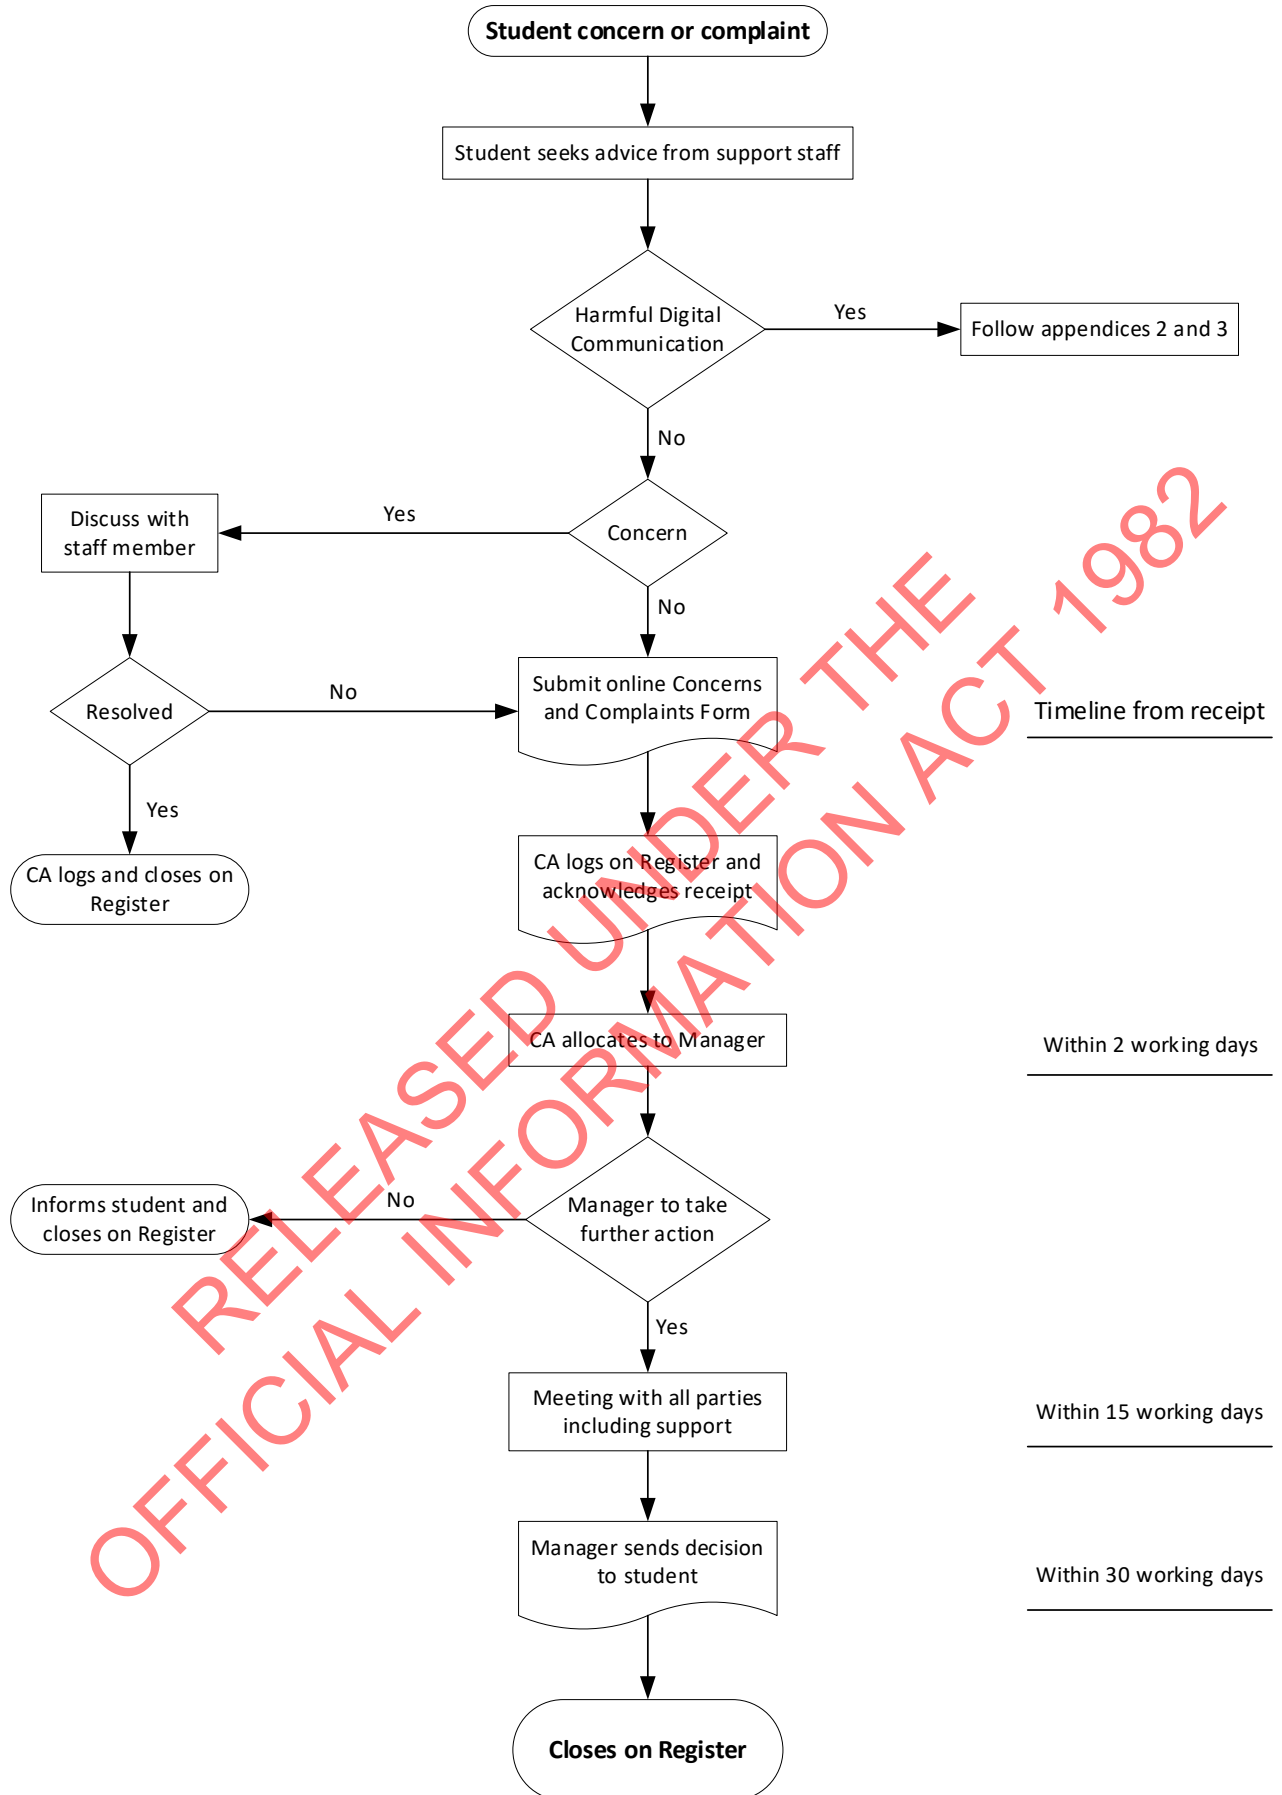 Student concern or complaint
Student seeks advice from support staff
Harmful Digital
Communication
Yes
Follow appendices 2 and 3
No
Concern
Yes
Discuss with
staff member
No
Resolved
No
Submit online Concerns
and Complaints Form
Timeline from receipt
Yes
CA logs and closes on
Register
CA logs on Register and
acknowledges receipt
CA allocates to Manager
Within 2 working days
Manager to take
further action
No
Informs student and
closes on Register
Yes
Meeting with all parties
including support
Within 15 working days
Manager sends decision
to student
Within 30 working days
Closes on Register
RELEASED UNDER THE
OFFICIAL INFORMATION ACT 1982